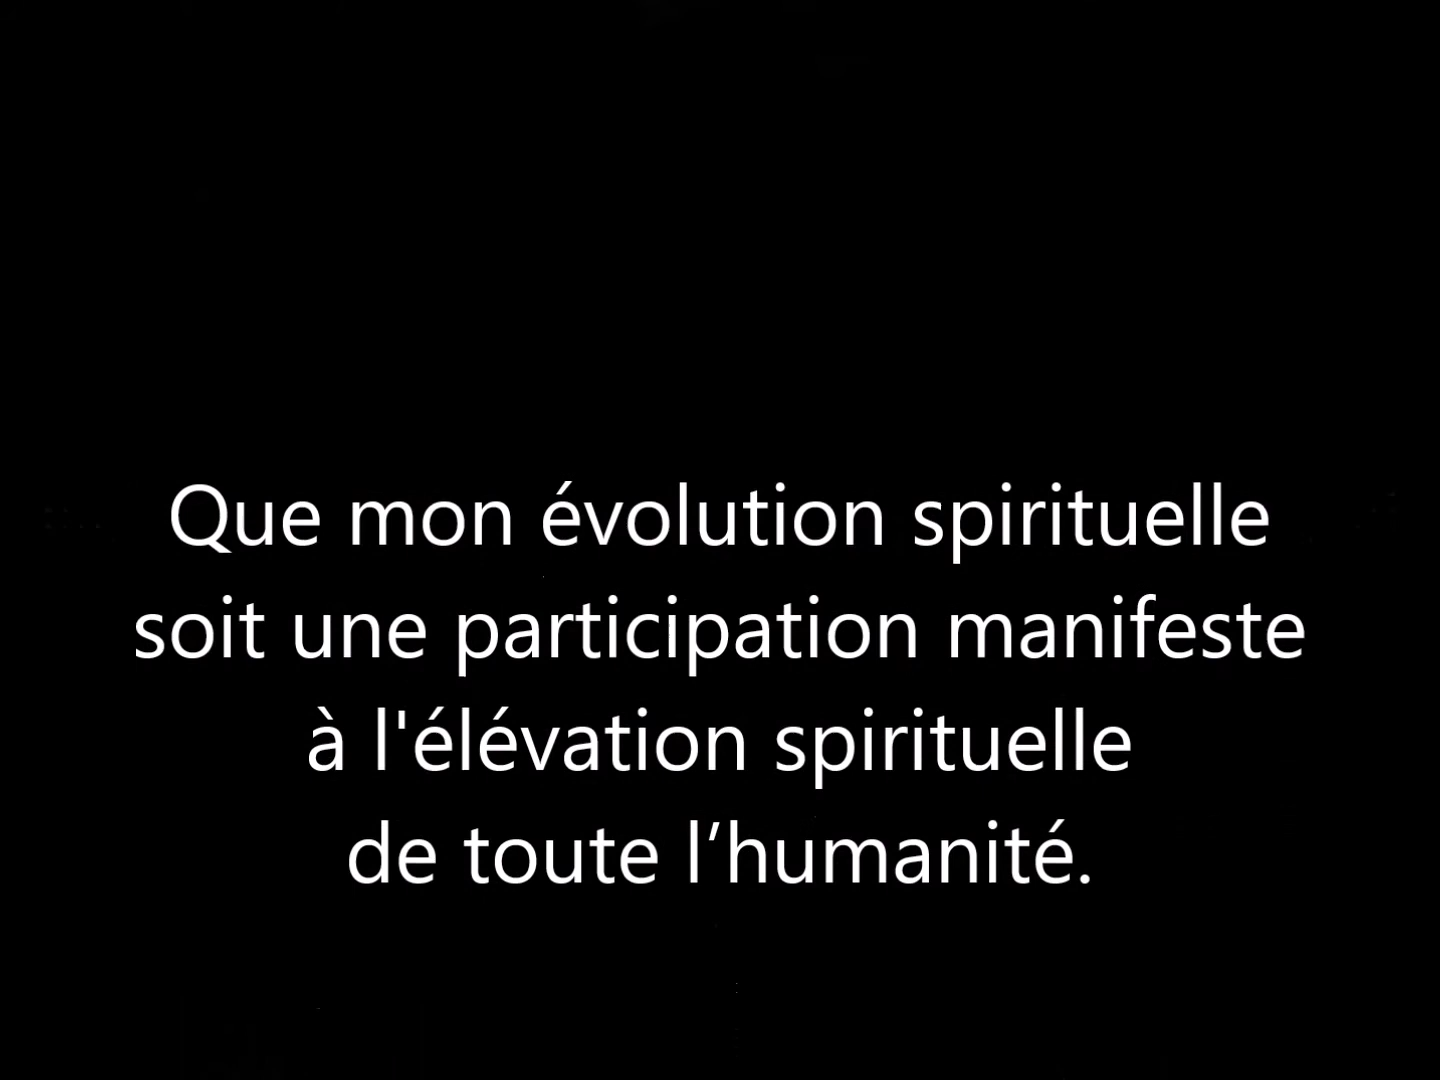 Que mon évolution spirituelle
soit une participation manifeste
à l'élévation spirituelle
de toute l’humanité.